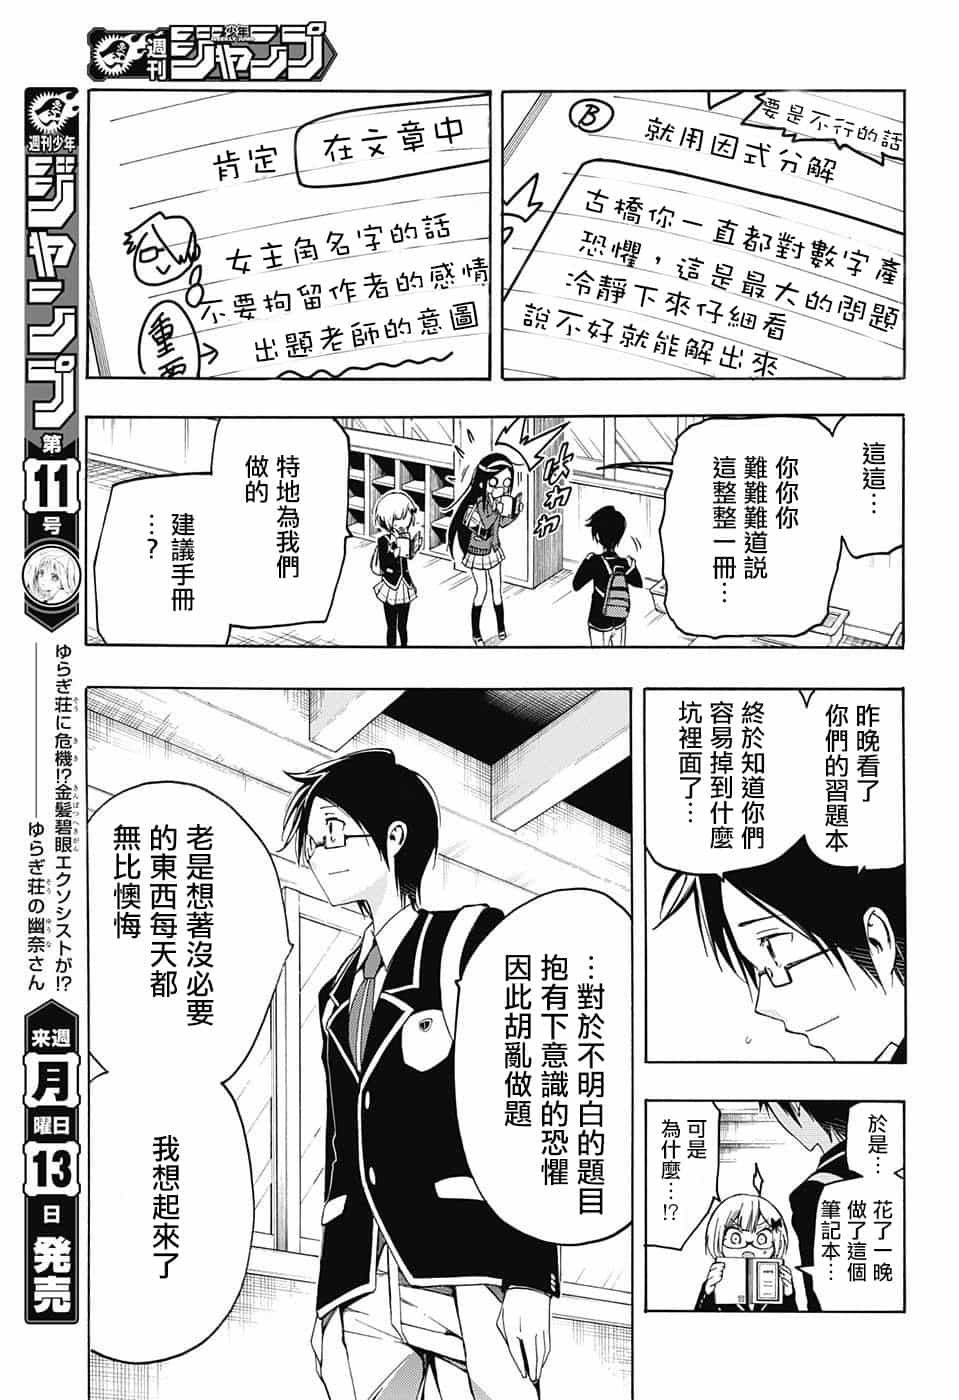 週刊
少年
ジャンプ
要是不行的話
B
就用因式分解
古橋你一直都對數字產
恐懼，這是最大的問題
冷靜下來仔細看
說不好就能解出來
肯定
在文章中
女主角名字的話
不要拘留作者的感情
出題老師的意圖
重要
這這…
你你你
難難難道說
這整整一冊…
はわわわ
特地為我們
做的
建議手冊
…？
昨晚看了
你們的習題本
終於知道你們
容易掉到什麼
坑裡面了…
於是…
花了一晚
做了這個
筆記本…
可是
為什麼…!?
…對於不明白的題目
抱有下意識的恐懼
因此胡亂做題
老是想著沒必要
的東西每天都
無比懊悔
我想起來了
週刊少年
ジャンプ
第
11
号
ゆらぎ荘に危機!?金髪碧眼エクソシストが!?
――ゆらぎ荘の幽奈さん
来週
月
曜日
13
日
発売